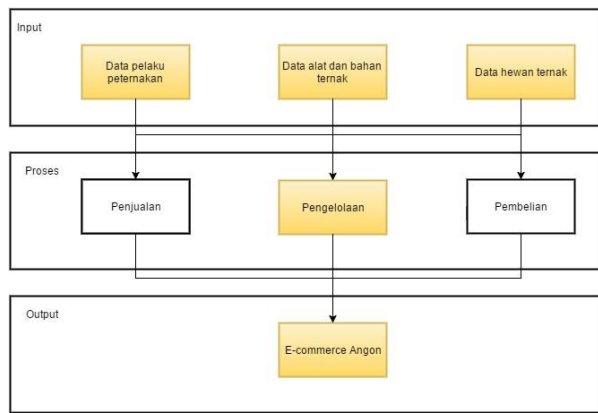 Input
Data pelaku
peternakan
Data alat dan bahan
ternak
Data hewan ternak
Proses
Penjualan
Pengelolaan
Pembelian
Output
E-commerce Angon